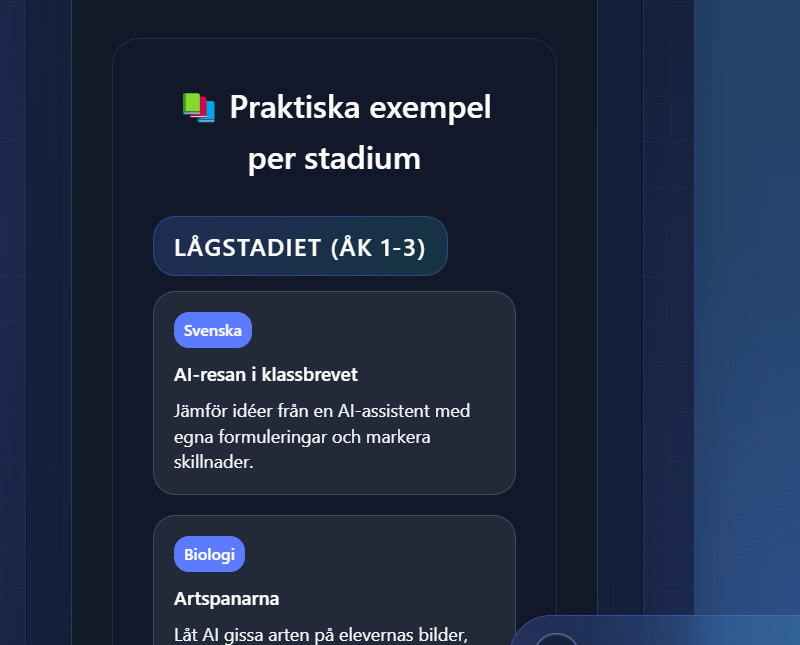 Praktiska exempel
per stadium
LÅGSTADIET (ÅK 1-3)
Svenska
AI-resan i klassbrevet
Jämför idéer från en AI-assistent med
egna formuleringar och markera
skillnader.
Biologi
Artspanarna
Låt AI gissa arten på elevernas bilder,